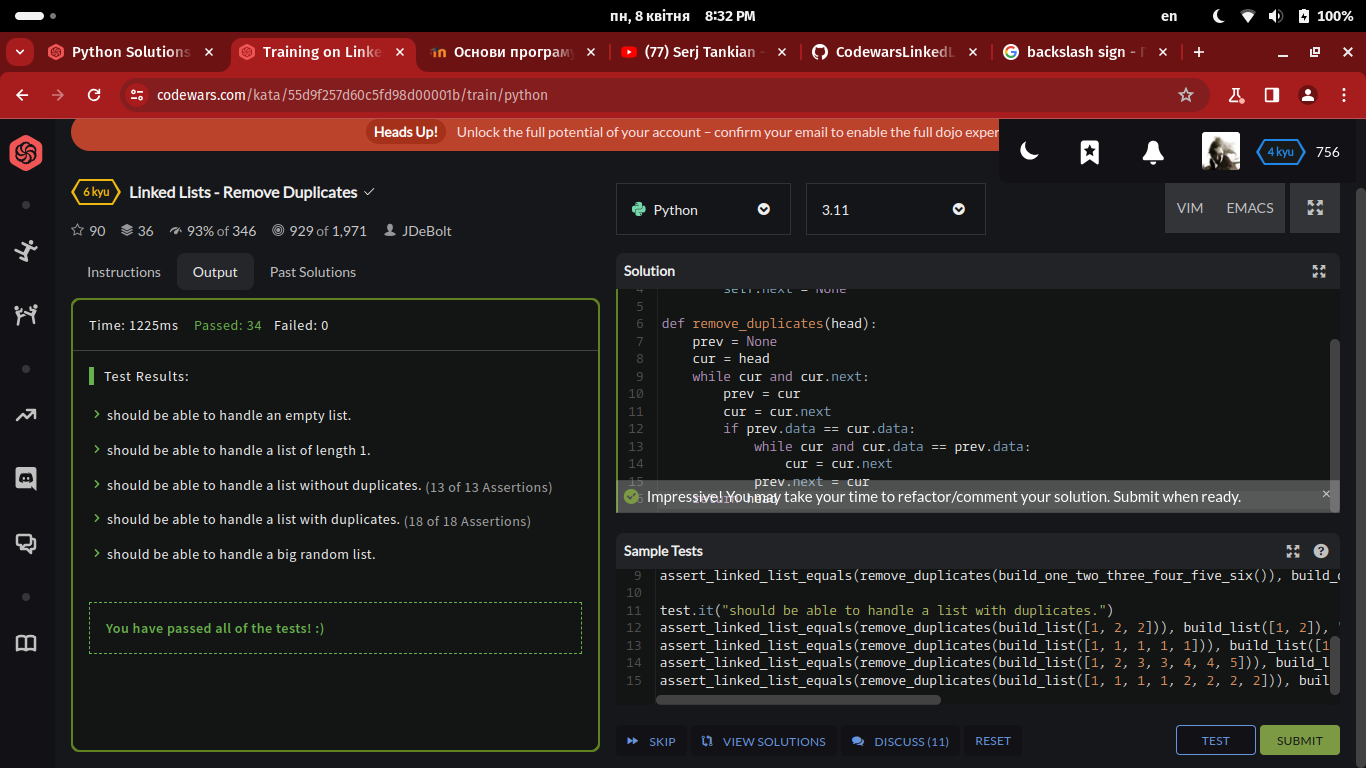 пн, 8 квітня 8:32 PM
en 100%
Python Solutions
Training on Linke
Основи програм
(77) Serj Tankian -
CodewarsLinkedL
backslash sign -
codewars.com/kata/55d9f257d60c5fd98d00001b/train/python
Heads Up! Unlock the full potential of your account – confirm your email to enable the full dojo exper
4 kyu 756
6 kyu Linked Lists - Remove Duplicates
90 36 93% of 346 929 of 1,971 JDeBolt
Instructions Output Past Solutions
Time: 1225ms Passed: 34 Failed: 0
Test Results:
should be able to handle an empty list.
should be able to handle a list of length 1.
should be able to handle a list without duplicates. (13 of 13 Assertions)
should be able to handle a list with duplicates. (18 of 18 Assertions)
should be able to handle a big random list.
You have passed all of the tests! :)
Python 3.11 VIM EMACS
Solution
4 self.next = None
5
6 def remove_duplicates(head):
7 prev = None
8 cur = head
9 while cur and cur.next:
10 prev = cur
11 cur = cur.next
12 if prev.data == cur.data:
13 while cur and cur.data == prev.data:
14 cur = cur.next
15 prev.next = cur
head
Impressive! You may take your time to refactor/comment your solution. Submit when ready.
Sample Tests
9 assert_linked_list_equals(remove_duplicates(build_one_two_three_four_five_six()), build_o
10
11 test.it("should be able to handle a list with duplicates.")
12 assert_linked_list_equals(remove_duplicates(build_list([1, 2, 2])), build_list([1, 2]), '
13 assert_linked_list_equals(remove_duplicates(build_list([1, 1, 1, 1, 1])), build_list([1
14 assert_linked_list_equals(remove_duplicates(build_list([1, 2, 3, 3, 4, 4, 5])), build_l
15 assert_linked_list_equals(remove_duplicates(build_list([1, 1, 1, 1, 2, 2, 2, 2])), buil
SKIP VIEW SOLUTIONS DISCUSS (11) RESET TEST SUBMIT